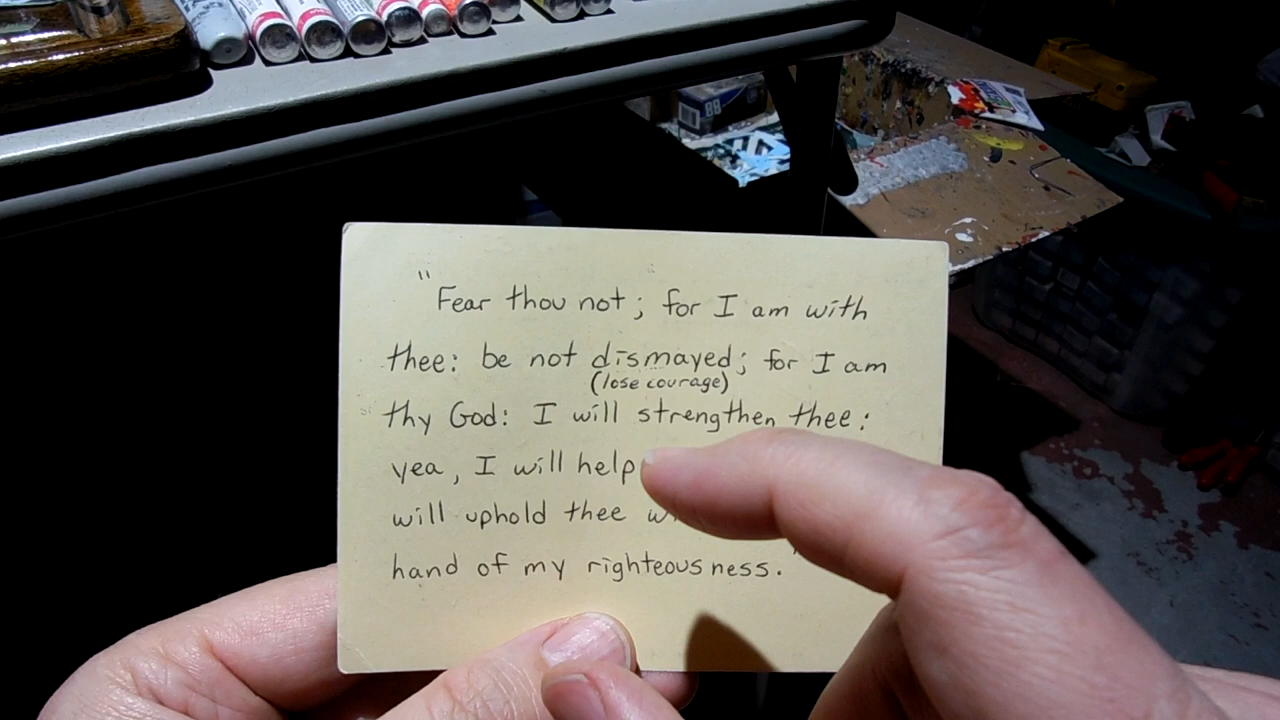 "Fear thou not; for I am with
thee: be not dismayed; for I am
(lose courage)
thy God: I will strengthen thee:
yea, I will help
will uphold thee
hand of my righteousness."
88